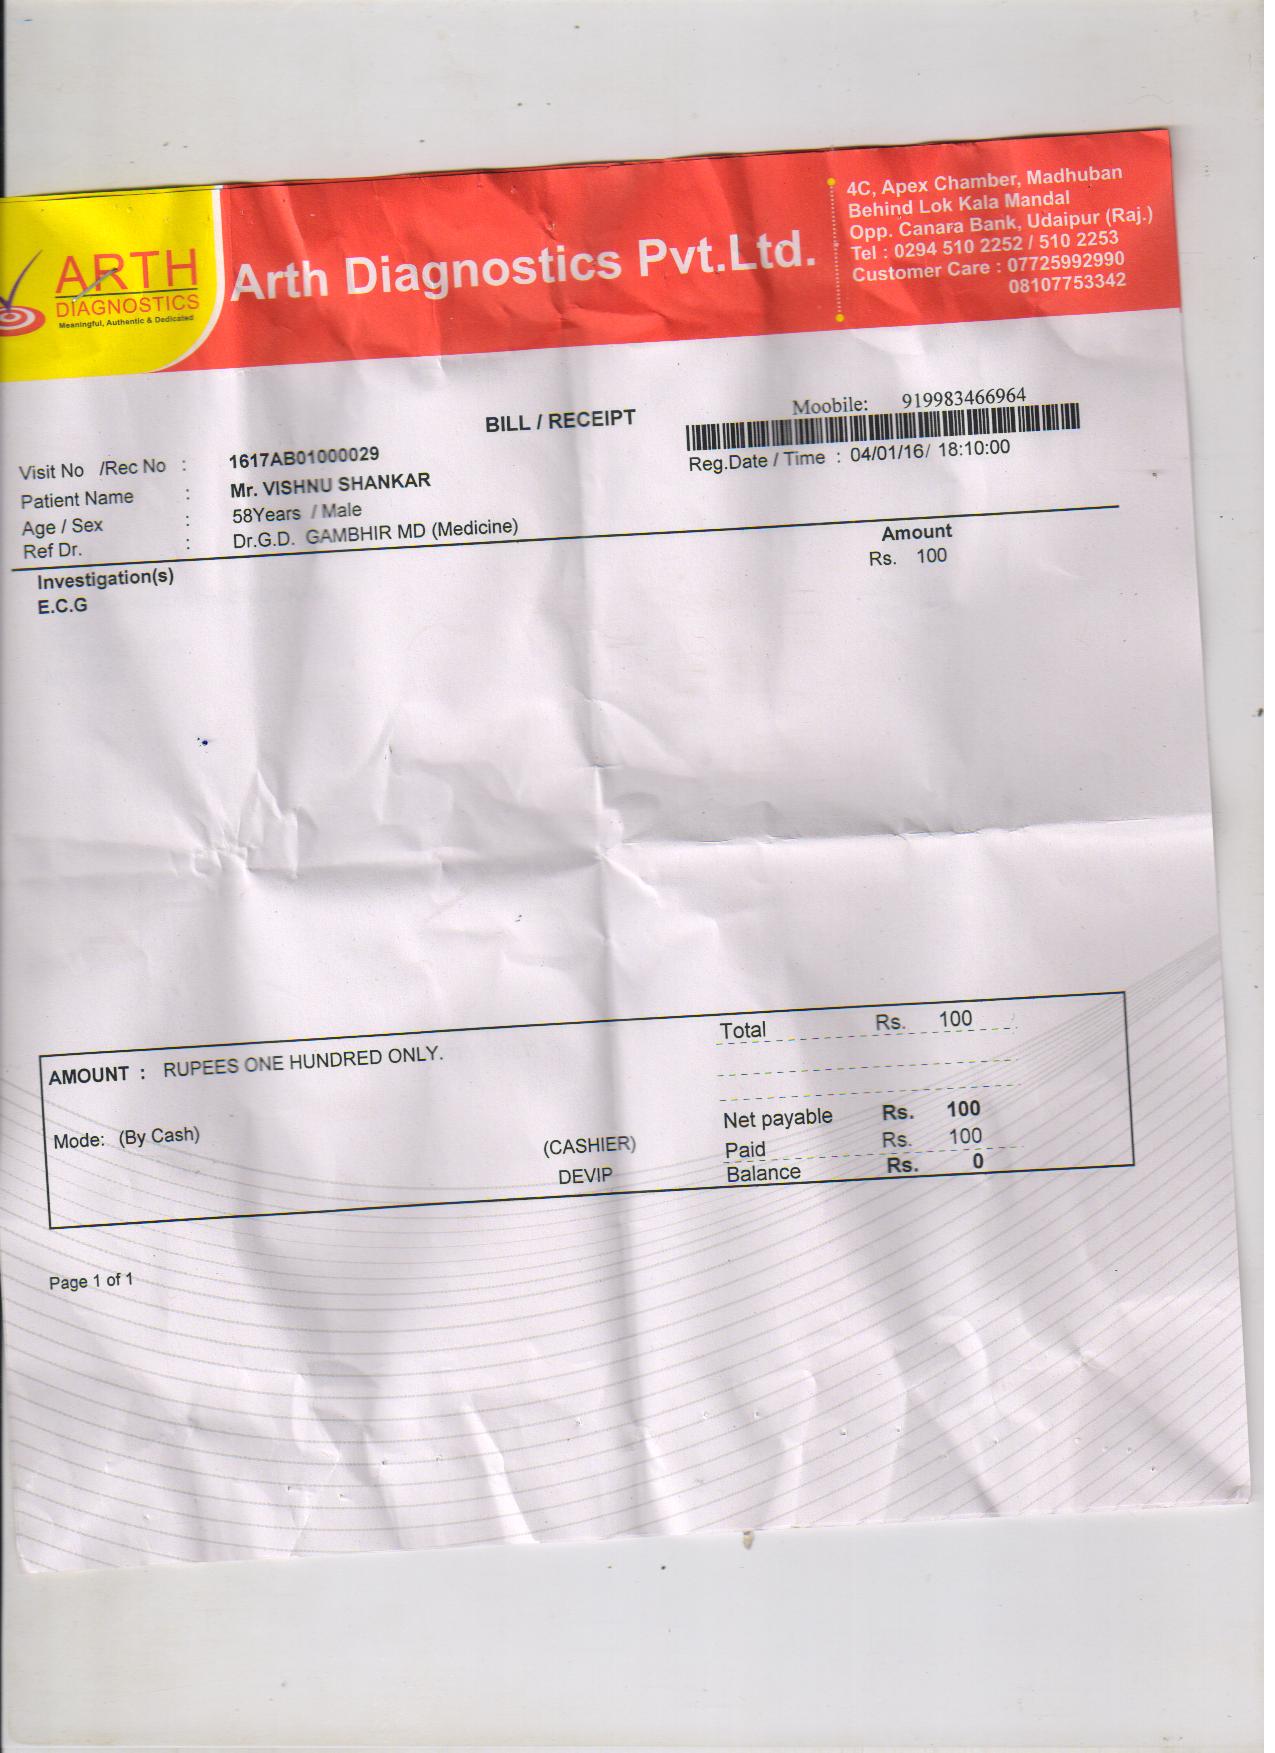 ARTH
DIAGNOSTICS
Meaningful, Authentic & Dedicated
Arth Diagnostics Pvt.Ltd.
4C, Apex Chamber, Madhuban
Behind Lok Kala Mandal
Opp. Canara Bank, Udaipur (Raj.)
Tel : 0294 510 2252 / 510 2253
Customer Care : 07725992990
08107753342
BILL / RECEIPT
Moobile: 919983466964
Reg.Date / Time : 04/01/16/ 18:10:00
Visit No /Rec No : 1617AB01000029
Patient Name : Mr. VISHNU SHANKAR
Age / Sex : 58Years / Male
Ref Dr. : Dr.G.D. GAMBHIR MD (Medicine)
Investigation(s) Amount
E.C.G Rs. 100
AMOUNT : RUPEES ONE HUNDRED ONLY.
Total Rs. 100
Mode: (By Cash)
(CASHIER)
DEVIP
Net payable Rs. 100
Paid Rs. 100
Balance Rs. 0
Page 1 of 1